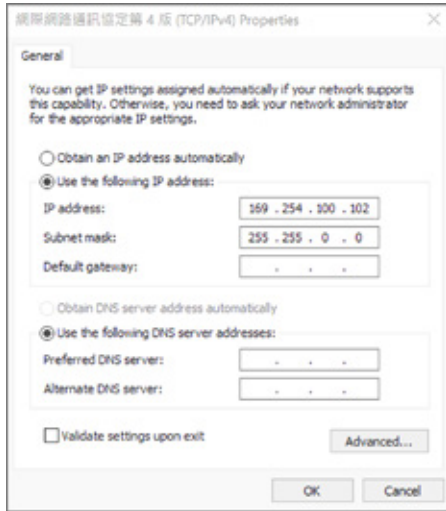 網際網路通訊協定第 4 版 (TCP/IPv4) Properties
General
You can get IP settings assigned automatically if your network supports
this capability. Otherwise, you need to ask your network administrator
for the appropriate IP settings.
Obtain an IP address automatically
Use the following IP address:
IP address: 169 . 254 . 100 . 102
Subnet mask: 255 . 255 . 0 . 0
Default gateway: . . .
Obtain DNS server address automatically
Use the following DNS server addresses:
Preferred DNS server: . . .
Alternate DNS server: . . .
Validate settings upon exit
Advanced...
OK Cancel